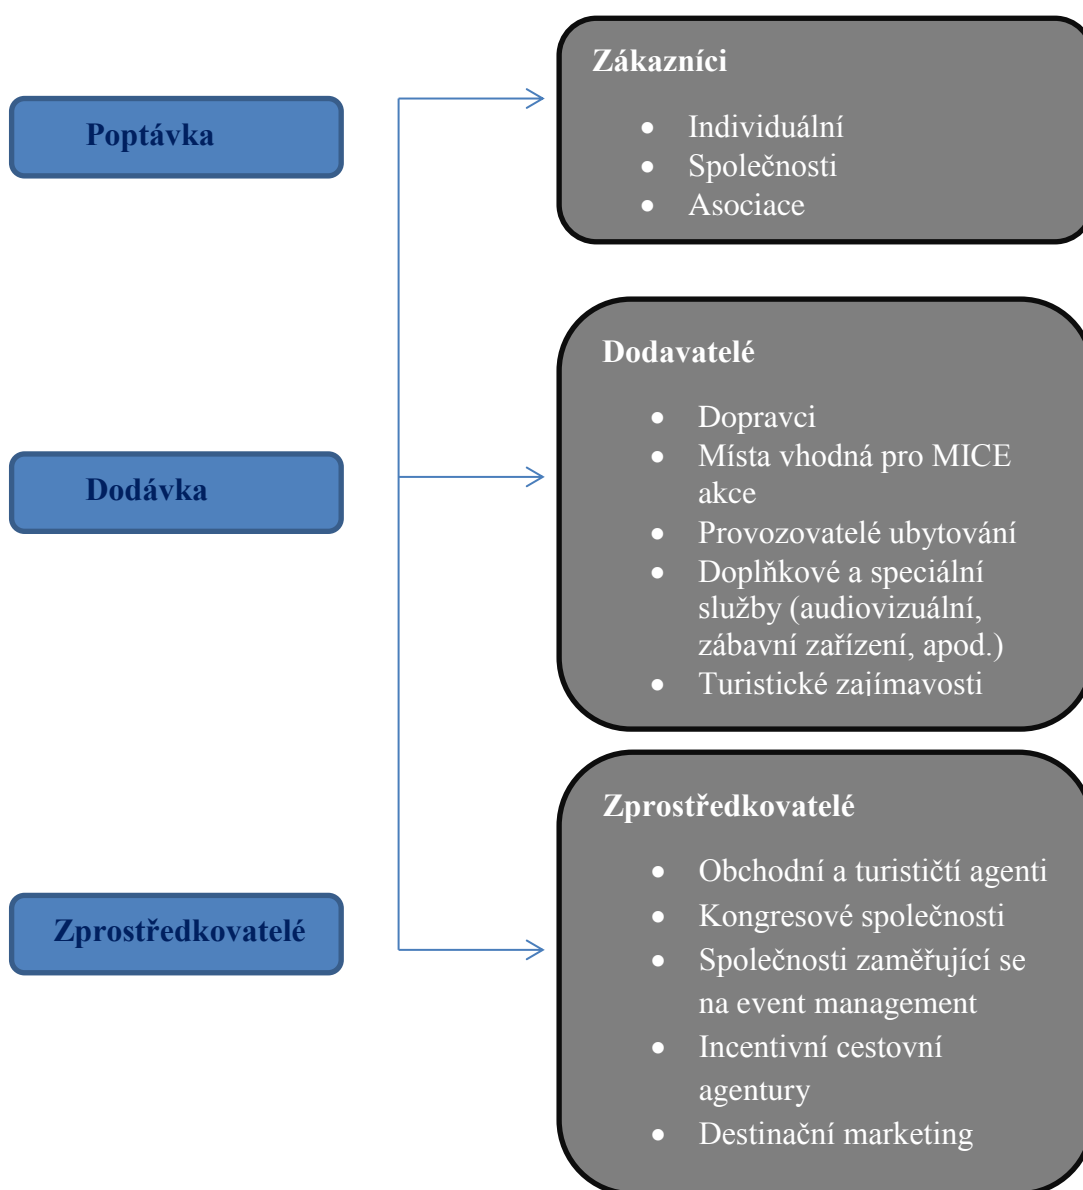 Poptávka
Zákazníci
• Individuální
• Společnosti
• Asociace
Dodávka
Dodavatelé
• Dopravci
• Místa vhodná pro MICE
akce
• Provozovatelé ubytování
• Doplňkové a speciální
služby (audiovizuální,
zábavní zařízení, apod.)
• Turistické zajímavosti
Zprostředkovatelé
Zprostředkovatelé
• Obchodní a turističtí agenti
• Kongresové společnosti
• Společnosti zaměřující se
na event management
• Incentivní cestovní
agentury
• Destinační marketing